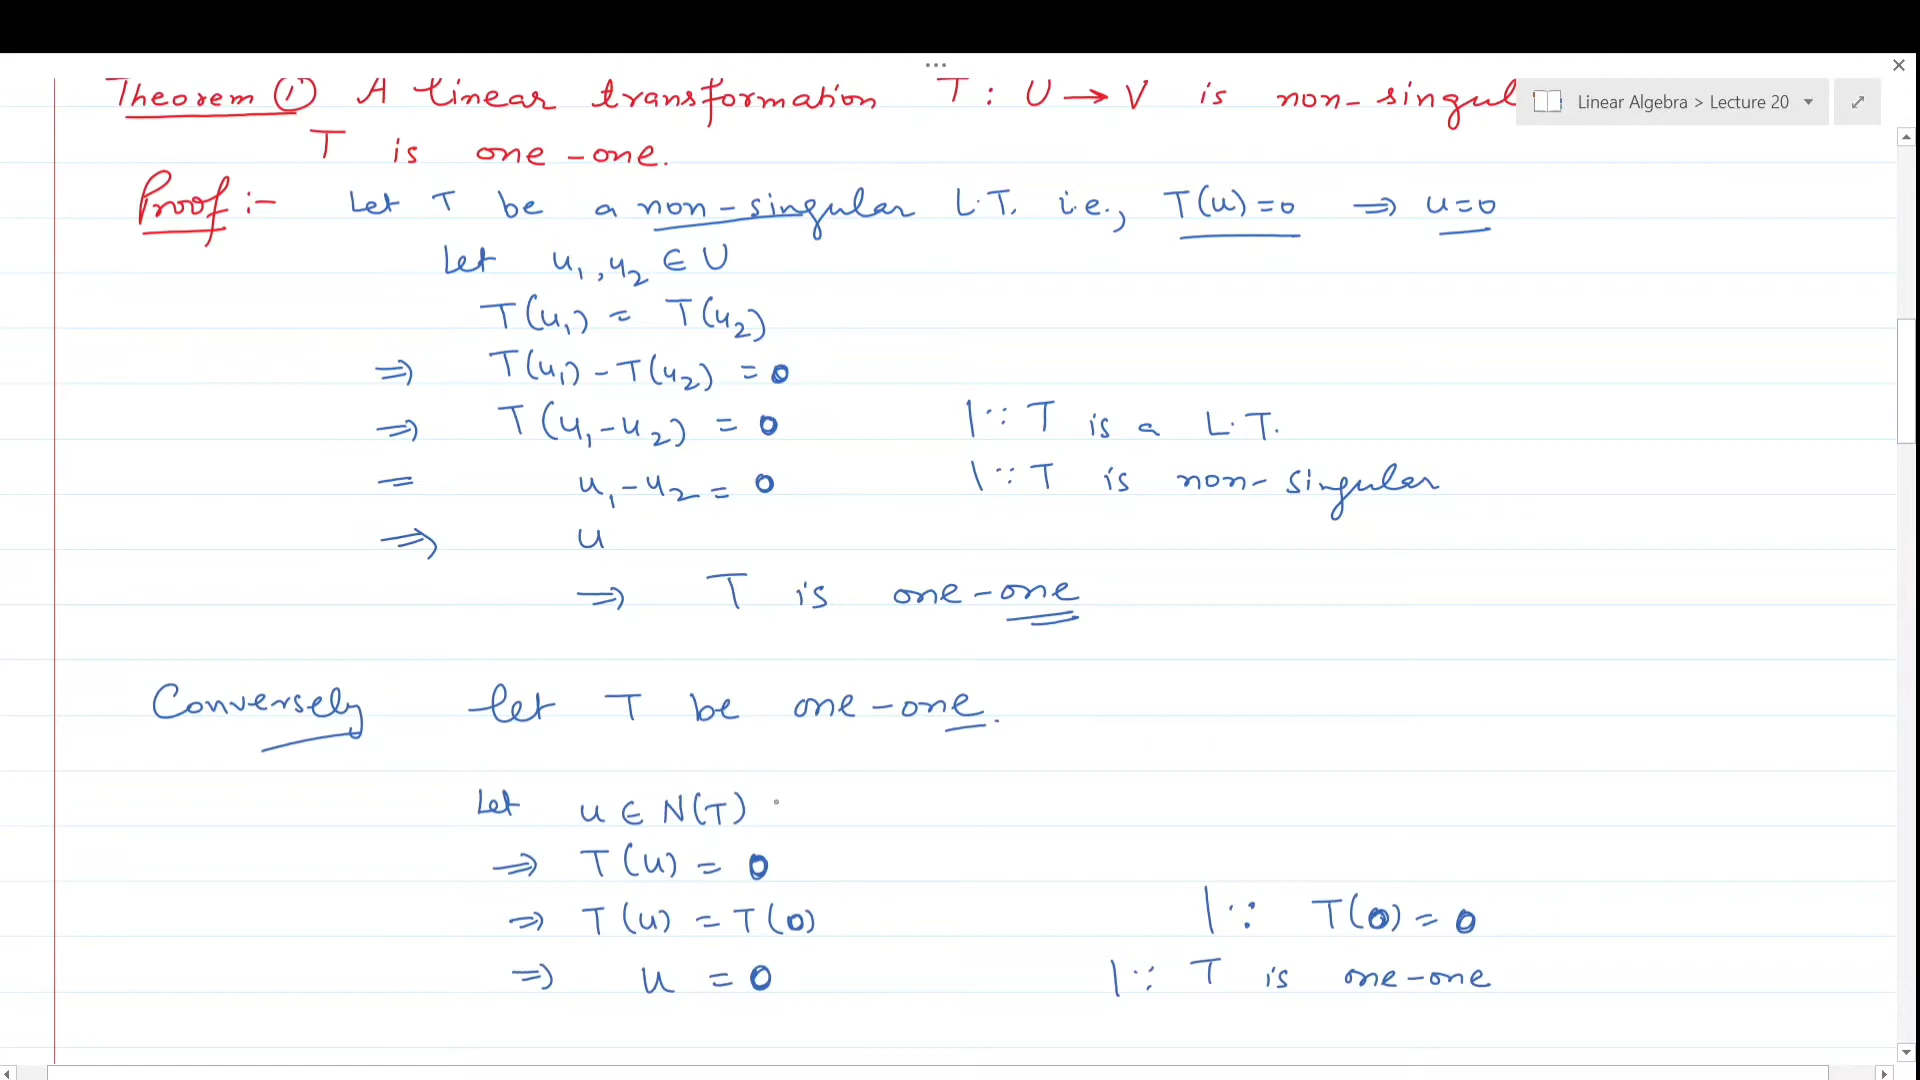 Theorem ① A linear transformation T : U → V is non-singul
Linear Algebra > Lecture 20
T is one-one.
Proof :- Let T be a non-singular L.T. i.e., T(u)=0 ⇒ u=0
Let u₁, u₂ ∈ U
T(u₁) = T(u₂)
⇒ T(u₁) - T(u₂) = 0
⇒ T(u₁-u₂) = 0 |∵ T is a L.T.
= u₁-u₂ = 0 |∵ T is non-singular
⇒ u
⇒ T is one-one
Conversely let T be one-one.
Let u ∈ N(T)
⇒ T(u) = 0
⇒ T(u) = T(0) |∵ T(0) = 0
⇒ u = 0 |∵ T is one-one